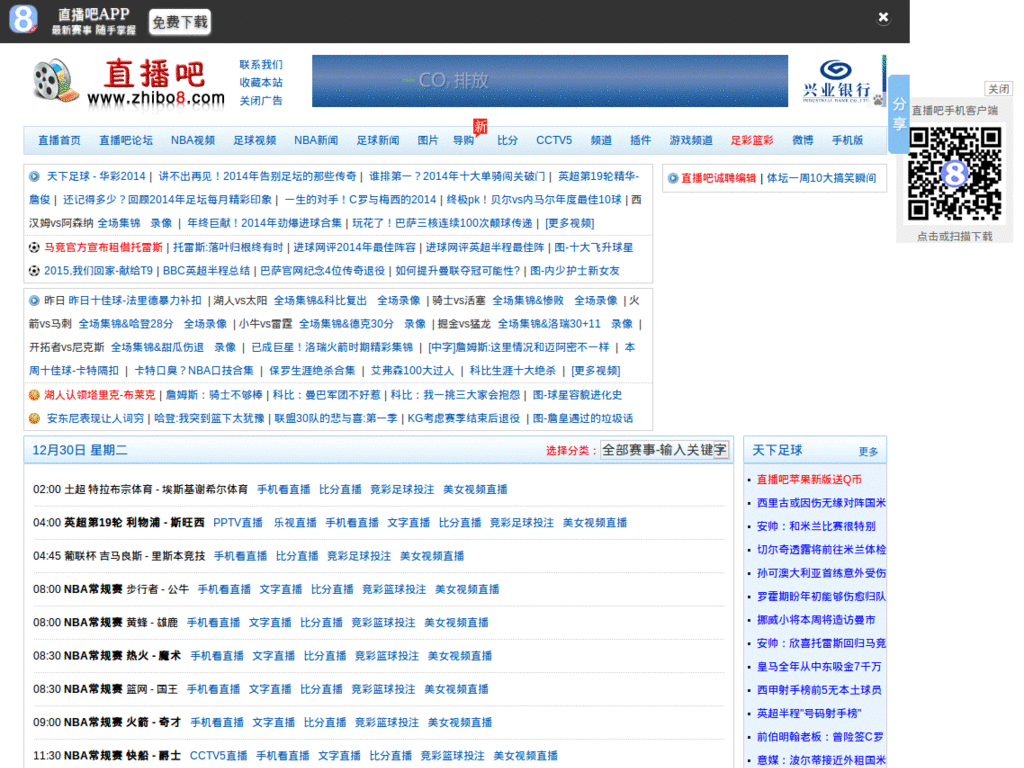 直播吧APP
最新赛事 随手掌握
免费下载
直播吧
www.zhibo8.com
联系我们
收藏本站
关闭广告
CO₂排放
兴业银行
关闭
分享
直播吧手机客户端
点击或扫描下载
直播首页 直播吧论坛 NBA视频 足球视频 NBA新闻 足球新闻 图片 导购 新 比分 CCTV5 频道 插件 游戏频道 足彩彩公 微博 手机版
天下足球 - 华彩2014 | 讲不出再见！2014年告别足坛的那些传奇 | 谁排第一？2014年十大单骑闯关破门 | 英超第19轮精华-
詹俊 | 还记得多少？回顾2014年足坛每月精彩印象 | 一生的对手！C罗与梅西的2014 | 终极pk！贝尔vs内马尔年度最佳10球 | 西
汉姆vs阿森纳 全场集锦 录像 | 年终巨献！2014年劲爆进球合集 | 玩花了！巴萨三核连续100次颠球传递 | [更多视频]
马竞官方宣布租借托雷斯 | 托雷斯:落叶归根终有时 | 进球网评2014年最佳阵容 | 进球网评英超半程最佳阵 | 图-十大飞升球星
2015,我们回家-献给T9 | BBC英超半程总结 | 巴萨官网纪念4位传奇退役 | 如何提升曼联夺冠可能性? | 图-内少护士新女友
直播吧诚聘编辑 | 体坛一周10大搞笑瞬间
昨日 昨日十佳球-法里德暴力补扣 | 湖人vs太阳 全场集锦&科比复出 全场录像 | 骑士vs活塞 全场集锦&惨败 全场录像 | 火
箭vs马刺 全场集锦&哈登28分 全场录像 | 小牛vs雷霆 全场集锦&德克30分 录像 | 掘金vs猛龙 全场集锦&洛瑞30+11 录像 |
开拓者vs尼克斯 全场集锦&甜瓜伤退 录像 | 已成巨星！洛瑞火箭时期精彩集锦 | [中字]詹姆斯:这里情况和迈阿密不一样 | 本
周十佳球-卡特隔扣 | 卡特口臭？NBA口技合集 | 保罗生涯绝杀合集 | 艾弗森100大过人 | 科比生涯十大绝杀 | [更多视频]
湖人认领塔里克-布莱克 | 詹姆斯：骑士不够棒 | 科比：曼巴军团不好惹 | 科比：我一挑三大家会抱怨 | 图-球星容貌进化史
安东尼表现让人词穷 | 哈登:我突到篮下太犹豫 | 联盟30队的悲与喜:第一季 | KG考虑赛季结束后退役 | 图-詹皇遇过的垃圾话
12月30日 星期二
选择分类： 全部赛事-输入关键字
02:00 土超 特拉布宗体育 - 埃斯基谢希尔体育 手机看直播 比分直播 竞彩足球投注 美女视频直播
04:00 英超第19轮 利物浦 - 斯旺西 PPTV直播 乐视直播 手机看直播 文字直播 比分直播 竞彩足球投注 美女视频直播
04:45 葡联杯 吉马良斯 - 里斯本竞技 手机看直播 比分直播 竞彩足球投注 美女视频直播
08:00 NBA常规赛 步行者 - 公牛 手机看直播 文字直播 比分直播 竞彩篮球投注 美女视频直播
08:00 NBA常规赛 黄蜂 - 雄鹿 手机看直播 文字直播 比分直播 竞彩篮球投注 美女视频直播
08:30 NBA常规赛 热火 - 魔术 手机看直播 文字直播 比分直播 竞彩篮球投注 美女视频直播
08:30 NBA常规赛 篮网 - 国王 手机看直播 文字直播 比分直播 竞彩篮球投注 美女视频直播
09:00 NBA常规赛 火箭 - 奇才 手机看直播 文字直播 比分直播 竞彩篮球投注 美女视频直播
11:30 NBA常规赛 快船 - 爵士 CCTV5直播 手机看直播 文字直播 比分直播 竞彩篮球投注 美女视频直播
天下足球 更多
直播吧苹果新版送Q币
西里古或因伤无缘对阵国米
安帅：和米兰比赛很特别
切尔奇透露将前往米兰体检
孙可澳大利亚首练意外受伤
罗霍期盼年初能够伤愈归队
挪威小将本周将造访曼市
安帅：欣喜托雷斯回归马竞
皇马全年从中东吸金7千万
西甲射手榜前5无本土球员
英超半程"号码射手榜"
前伯明翰老板：曾险签C罗
意媒：波尔蒂接近外租国米